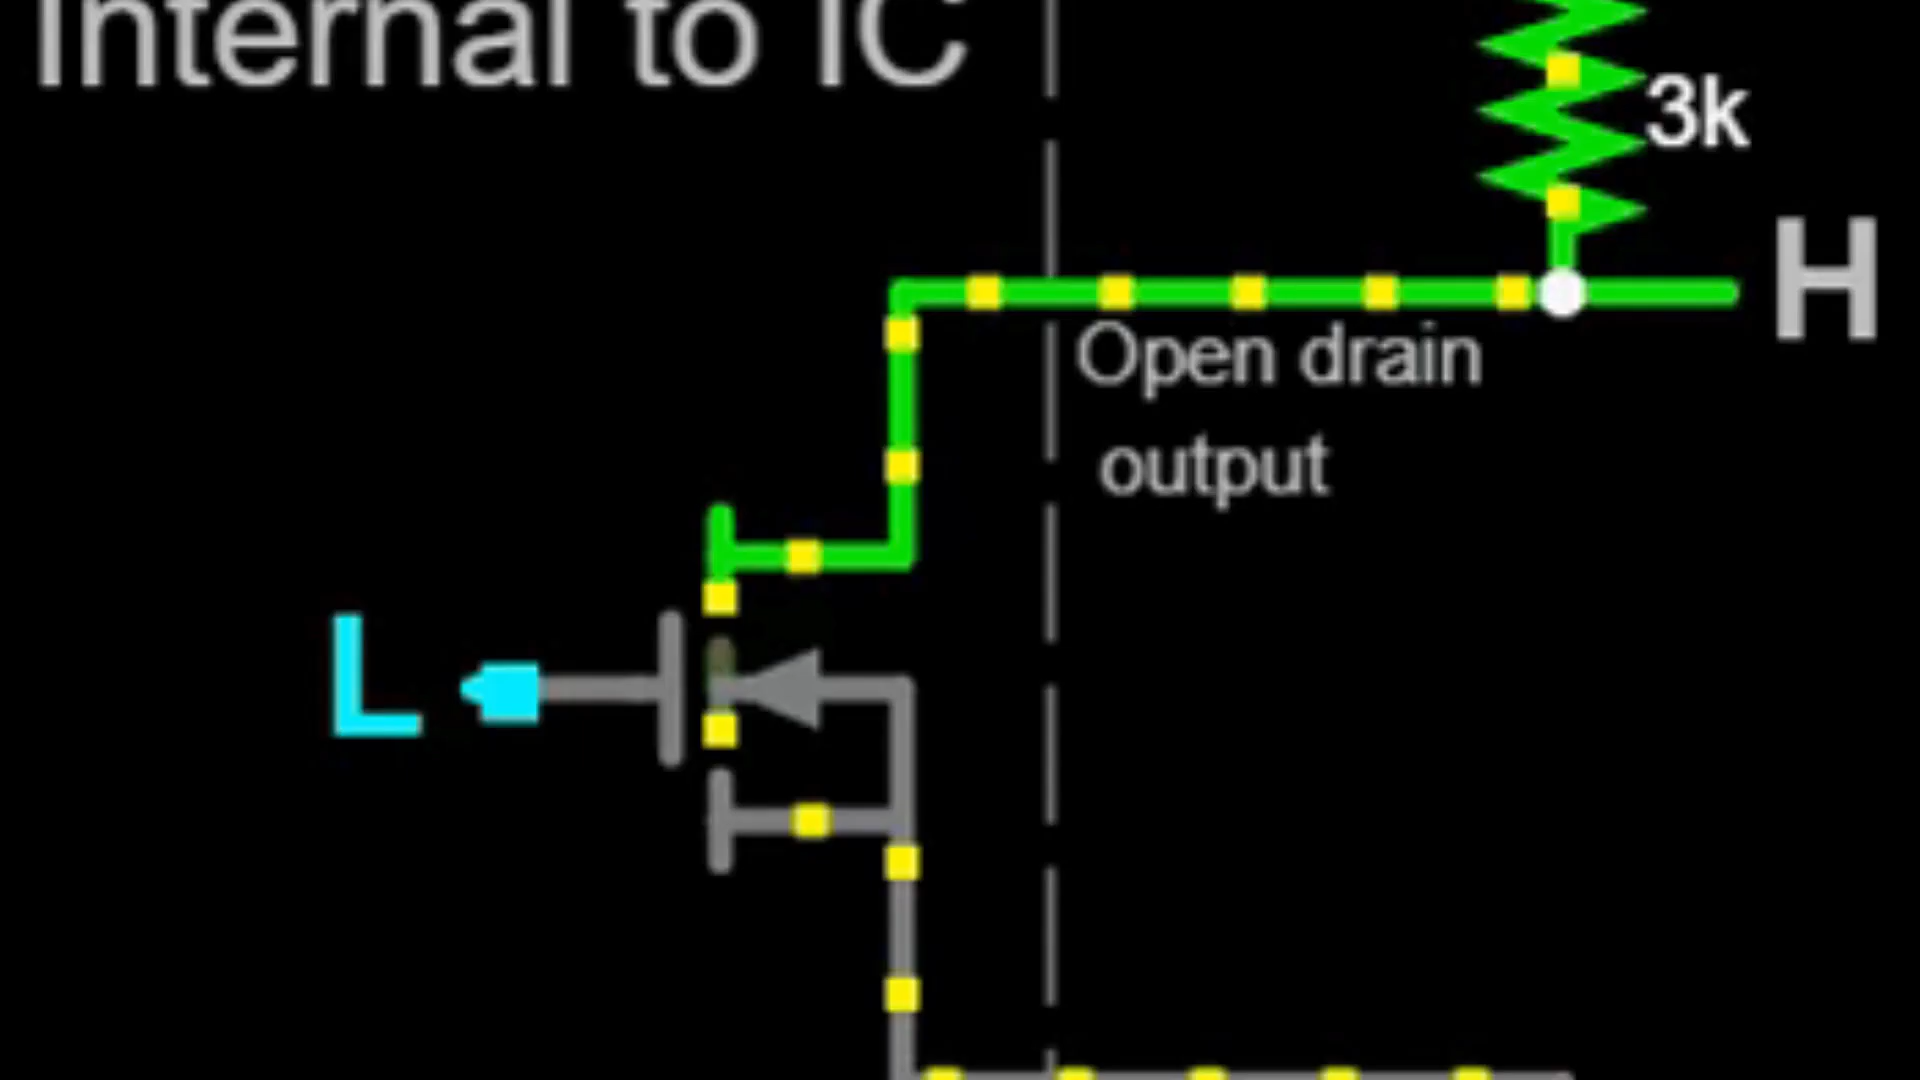 Internal to IC
3k
H
Open drain
output
L